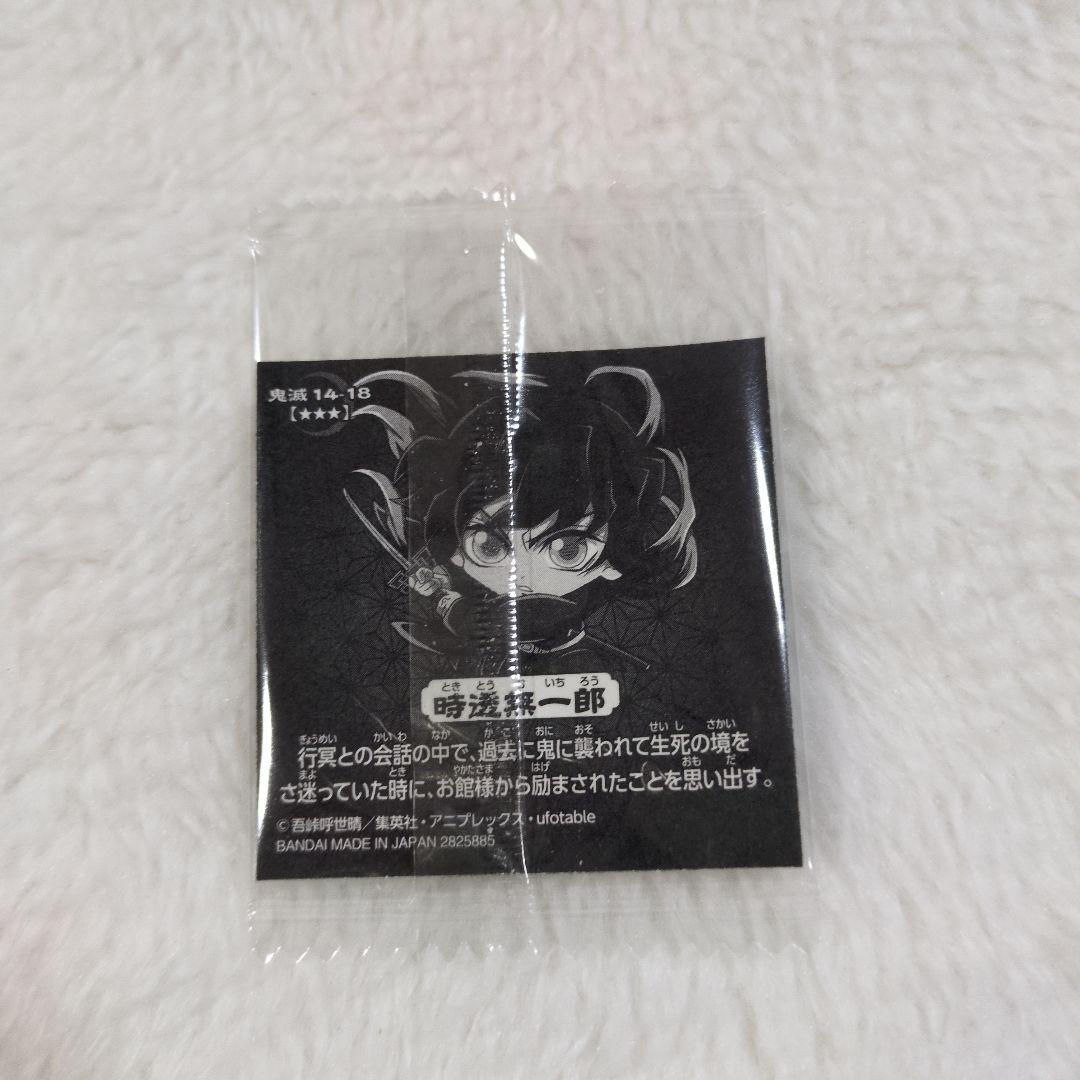 鬼滅 14-18
【★★★】
とき とう む いち ろう
時透無一郎
ぎょうめい かいわ なか かこ おに おそ せいし さかい
行冥との会話の中で、過去に鬼に襲われて生死の境を
まよ とき やかたさま はげ おも だ
さ迷っていた時に、お館様から励まされたことを思い出す。
©吾峠呼世晴／集英社・アニプレックス・ufotable
BANDAI MADE IN JAPAN 2825885